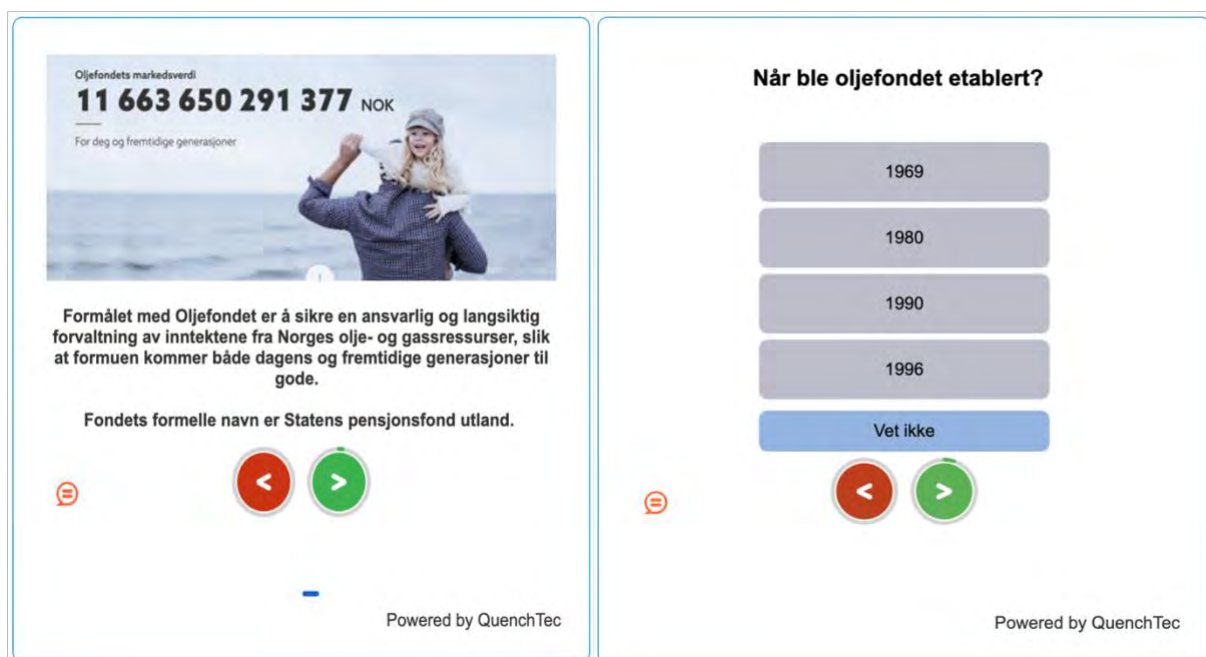 Oljefondets markedsverdi
11 663 650 291 377 NOK
For deg og fremtidige generasjoner
Formålet med Oljefondet er å sikre en ansvarlig og langsiktig
forvaltning av inntektene fra Norges olje- og gassressurser, slik
at formuen kommer både dagens og fremtidige generasjoner til
gode.
Fondets formelle navn er Statens pensjonsfond utland.
<
>
Powered by QuenchTec
Når ble oljefondet etablert?
1969
1980
1990
1996
Vet ikke
<
>
Powered by QuenchTec